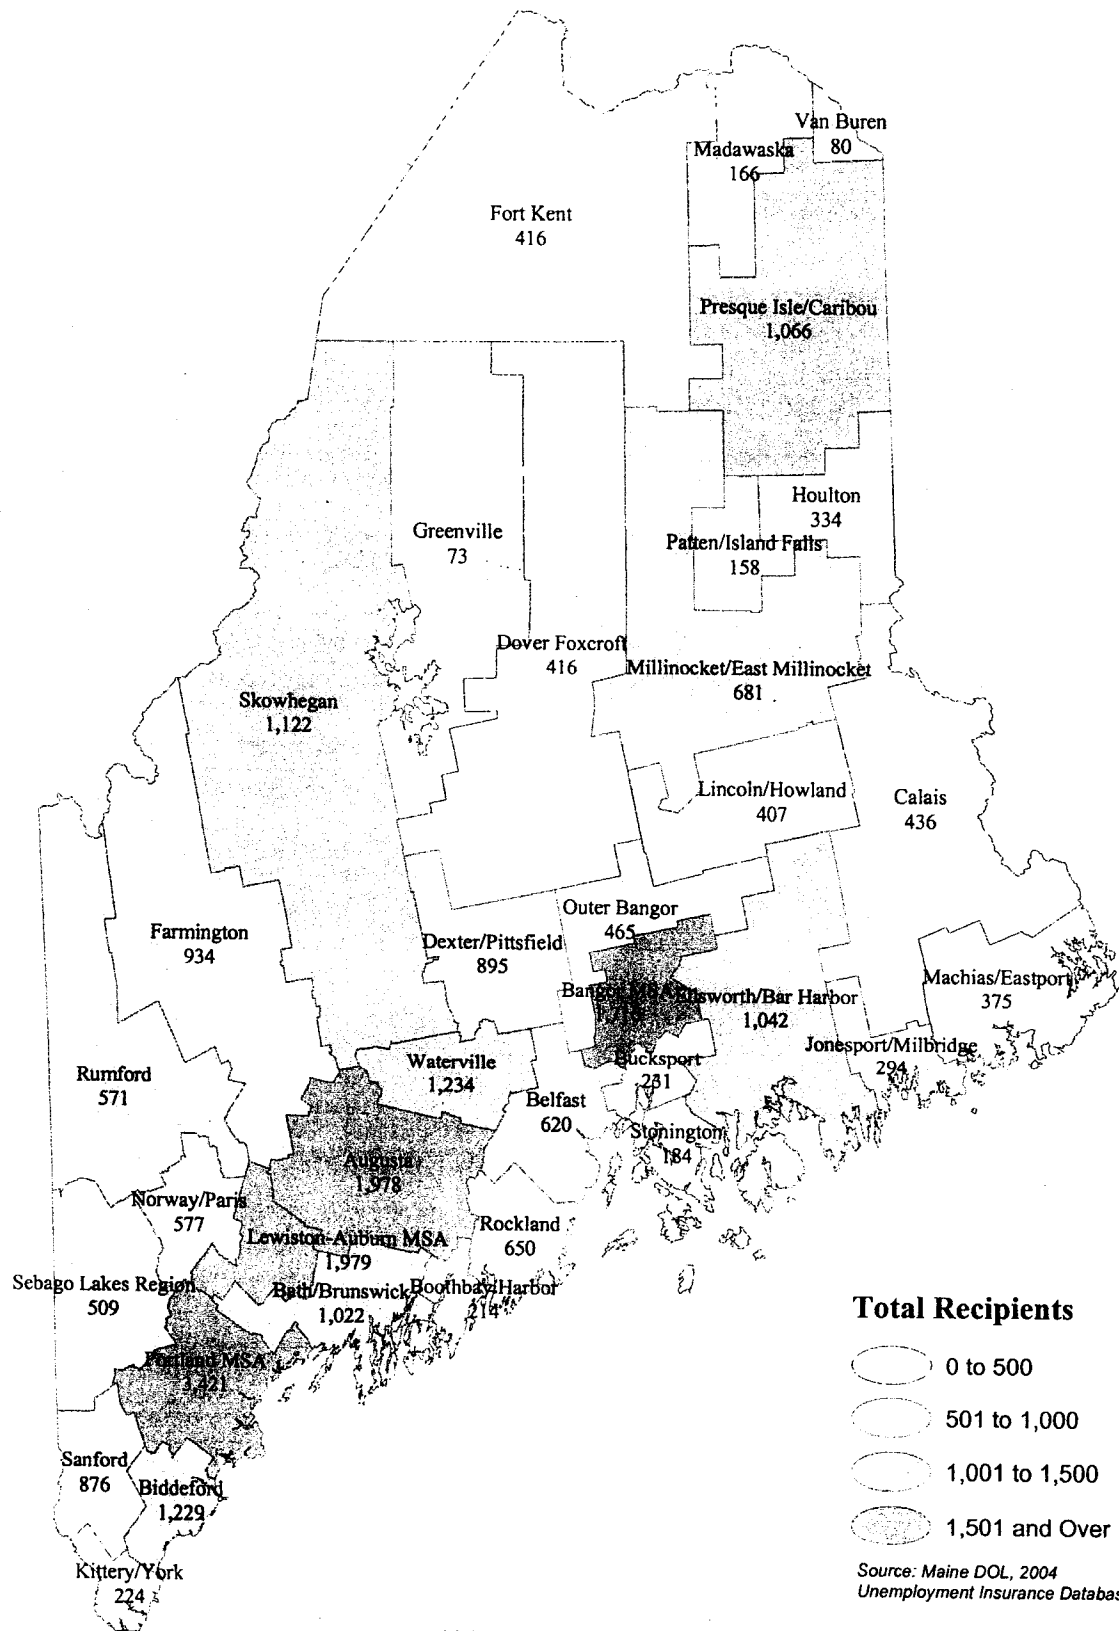 Van Buren
80
Madawaska
166
Fort Kent
416
Presque Isle/Caribou
1,066
Houlton
334
Greenville
73
Patten/Island Falls
158
Dover Foxcroft
416
Millinocket/East Millinocket
681
Skowhegan
1,122
Lincoln/Howland
407
Calais
436
Outer Bangor
465
Farmington
934
Dexter/Pittsfield
895
Machias/Eastport
375
Bangor MSA
Ellsworth/Bar Harbor
1,042
Jonesport/Milbridge
294
Waterville
1,234
Bucksport
231
Rumford
571
Belfast
620
Stonington
184
Augusta
1,978
Norway/Paris
577
Rockland
650
Lewiston-Auburn MSA
1,979
Sebago Lakes Region
509
Bath/Brunswick
1,022
Boothbay/Harbor
214
Portland MSA
3,421
Sanford
876
Biddeford
1,229
Kittery/York
224
Total Recipients
0 to 500
501 to 1,000
1,001 to 1,500
1,501 and Over
Source: Maine DOL, 2004
Unemployment Insurance Databas